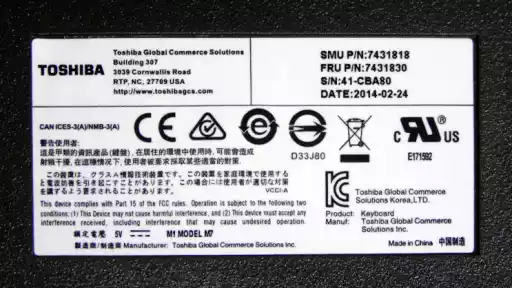 TOSHIBA
Toshiba Global Commerce Solutions
Building 307
3039 Cornwallis Road
RTP, NC, 27709 USA
www.toshibagcs.com
SMU P/N:7431818
FRU P/N:7431830
S/N:41-CBA80
DATE:2014-02-24
CAN ICES-3(A)/NMB-3(A)
D33J80
c RU US
E171592
警告使用者:
這是甲類的資訊產品(鍵盤), 在居住的環境中使用時, 可能會造成
射頻干擾, 在這種情況下, 使用者被要求採取某些適當的對策.
この装置は、クラスA情報技術装置です。この装置を家庭環境で使用する
と電波妨害を引き起こすことがあります。この場合には使用者が適切な対策
を講ずるよう要求されることがあります。 VCCI-A
This device complies with Part 15 of the FCC rules. Operation is subject to the following two
conditions: (1) This device may not cause harmful interference, and (2) This device must accept any
interference received, including interference that may cause undesired operation.
額定電壓 5V M1 MODEL M7
製造商/製造者 Manufacturer: Toshiba Global Commerce Solutions Inc.
Toshiba Global Commerce
Solutions Korea,LTD.
Product: Keyboard
Manufacturer: Toshiba Global Commerce
Solutions Inc.
Made in China 中国制造